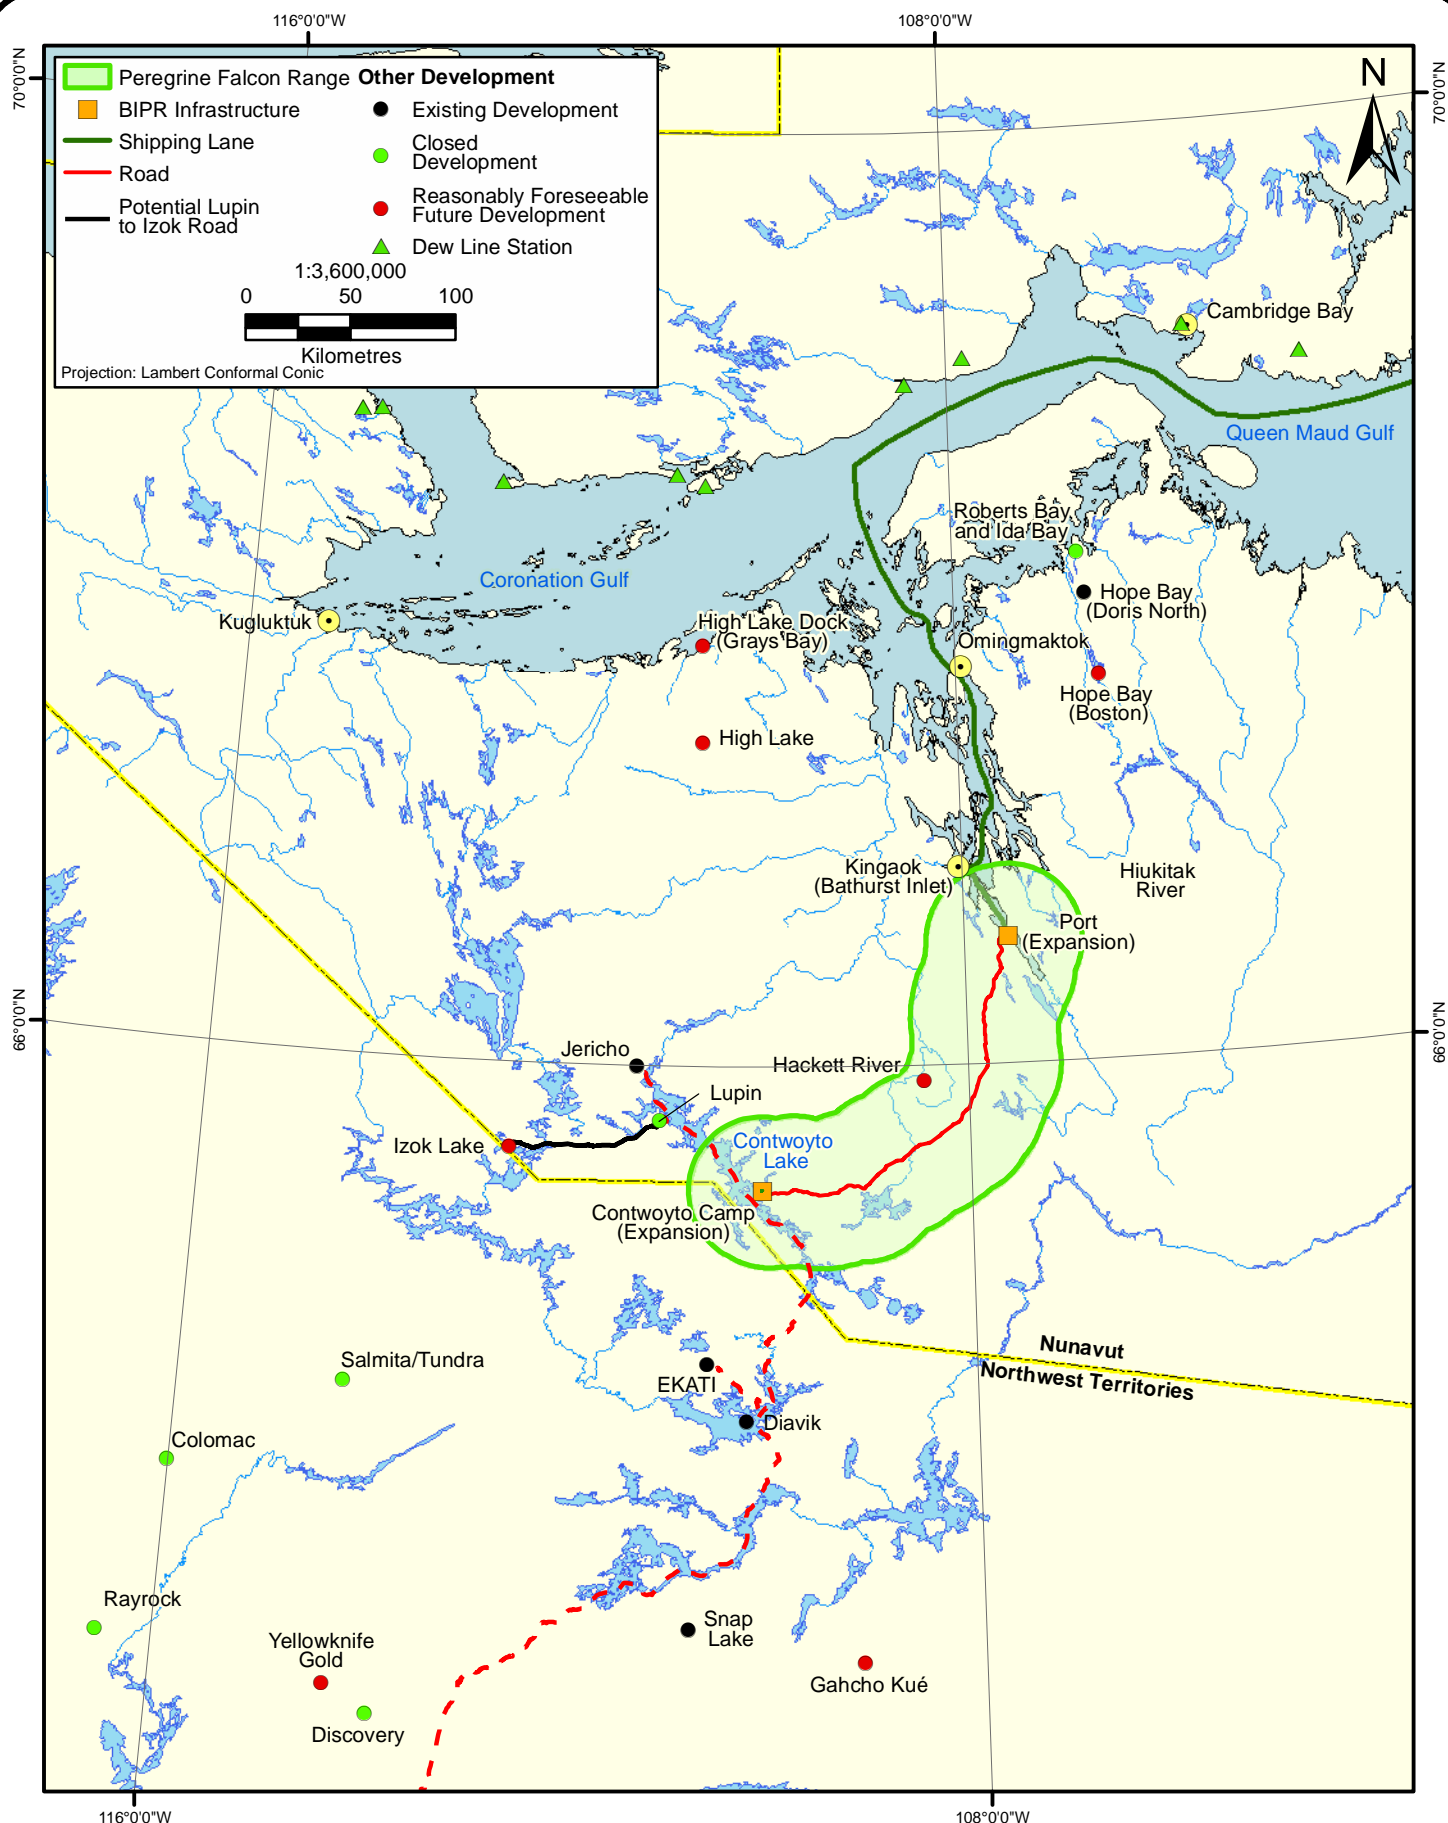 116°0'0"W
108°0'0"W
70°0'0"N
70°0'0"N
N
Peregrine Falcon Range
BIPR Infrastructure
Shipping Lane
Road
Potential Lupin
to Izok Road
Other Development
Existing Development
Closed
Development
Reasonably Foreseeable
Future Development
Dew Line Station
1:3,600,000
0 50 100
Kilometres
Projection: Lambert Conformal Conic
Cambridge Bay
Queen Maud Gulf
Roberts Bay
and Ida Bay
Coronation Gulf
Hope Bay
(Doris North)
Kugluktuk
High Lake Dock
(Grays Bay)
Omingmaktok
Hope Bay
(Boston)
High Lake
Kingaok
(Bathurst Inlet)
Hiukitak
River
Port
(Expansion)
66°0'0"N
66°0'0"N
Jericho
Hackett River
Lupin
Izok Lake
Contwoyto
Lake
Contwoyto Camp
(Expansion)
Nunavut
Northwest Territories
Salmita/Tundra
EKATI
Diavik
Colomac
Rayrock
Snap
Lake
Yellowknife
Gold
Gahcho Kué
Discovery
116°0'0"W
108°0'0"W